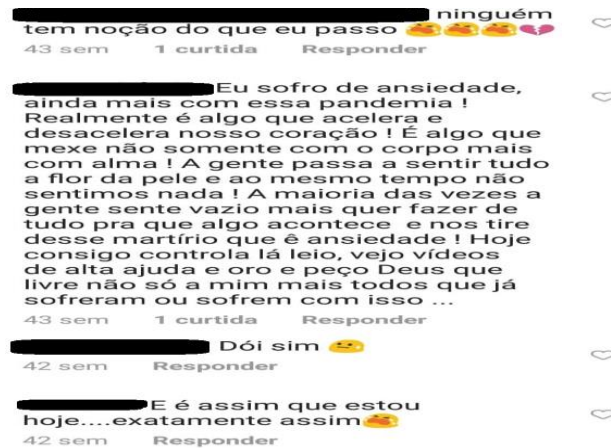 ninguém
tem noção do que eu passo 😭😭😭💔
43 sem 1 curtida Responder
Eu sofro de ansiedade,
ainda mais com essa pandemia !
Realmente é algo que acelera e
desacelera nosso coração ! É algo que
mexe não somente com o corpo mais
com alma ! A gente passa a sentir tudo
a flor da pele e ao mesmo tempo não
sentimos nada ! A maioria das vezes a
gente sente vazio mais quer fazer de
tudo pra que algo acontece e nos tire
desse martírio que ê ansiedade ! Hoje
consigo controla lá leio, vejo vídeos
de alta ajuda e oro e peço Deus que
livre não só a mim mais todos que já
sofreram ou sofrem com isso ...
43 sem 1 curtida Responder
Dói sim 😕
42 sem Responder
E é assim que estou
hoje....exatamente assim😭
42 sem Responder